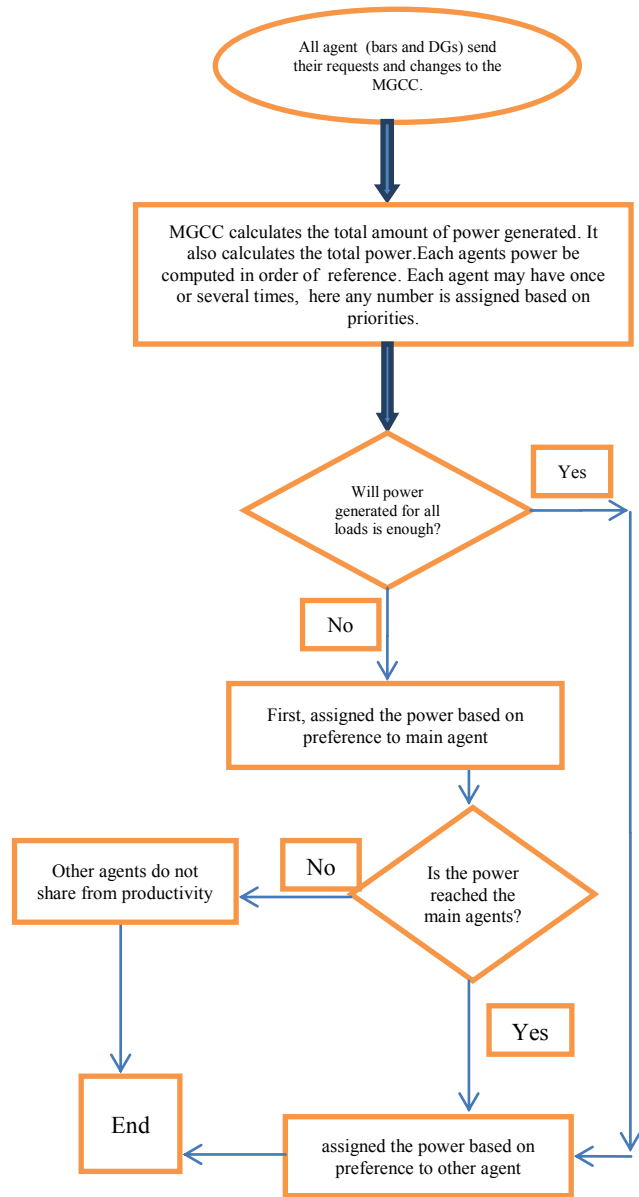 All agent (bars and DGs) send
their requests and changes to the
MGCC.
MGCC calculates the total amount of power generated. It
also calculates the total power.Each agents power be
computed in order of reference. Each agent may have once
or several times, here any number is assigned based on
priorities.
Will power
generated for all
loads is enough?
Yes
No
First, assigned the power based on
preference to main agent
Is the power
reached the
main agents?
No
Other agents do not
share from productivity
Yes
End
assigned the power based on
preference to other agent